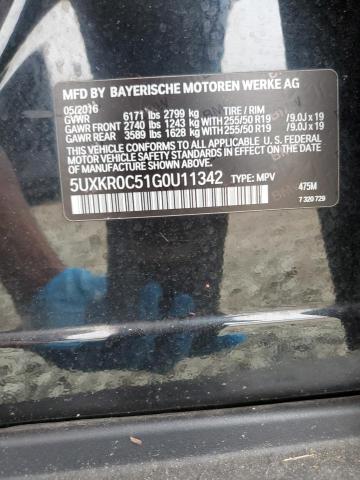 MFD BY BAYERISCHE MOTOREN WERKE AG
05/2016
GVWR 6171 lbs 2799 kg TIRE / RIM
GAWR FRONT 2740 lbs 1243 kg WITH 255/50 R19 /9.0J x 19
GAWR REAR 3589 lbs 1628 kg WITH 255/50 R19 /9.0J x 19
THIS VEHICLE CONFORMS TO ALL APPLICABLE FEDERAL
MOTOR VEHICLE SAFETY STANDARDS IN EFFECT ON THE DATE
OF MANUFACTURE SHOWN ABOVE.
5UXKR0C51G0U11342 TYPE: MPV
475M
7 320 729